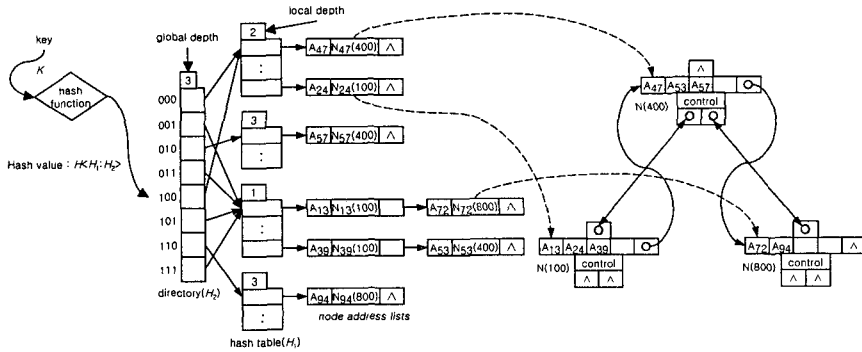 key
K
hash
function
Hash value : H<H₁:H₂>
global depth
3
000
001
010
011
100
101
110
111
directory(H₂)
local depth
2
:
3
:
1
:
3
:
hash table(H₁)
A₄₇ N₄₇(400) ∧
A₂₄ N₂₄(100) ∧
A₅₇ N₅₇(400) ∧
A₁₃ N₁₃(100) A₇₂ N₇₂(800) ∧
A₃₉ N₃₉(100) A₅₃ N₅₃(400) ∧
A₉₄ N₉₄(800) ∧
node address lists
∧
A₄₇ A₅₃ A₅₇
N(400) control
A₁₃ A₂₄ A₃₉
N(100) control
∧ ∧
A₇₂ A₉₄ ∧
N(800) control
∧ ∧